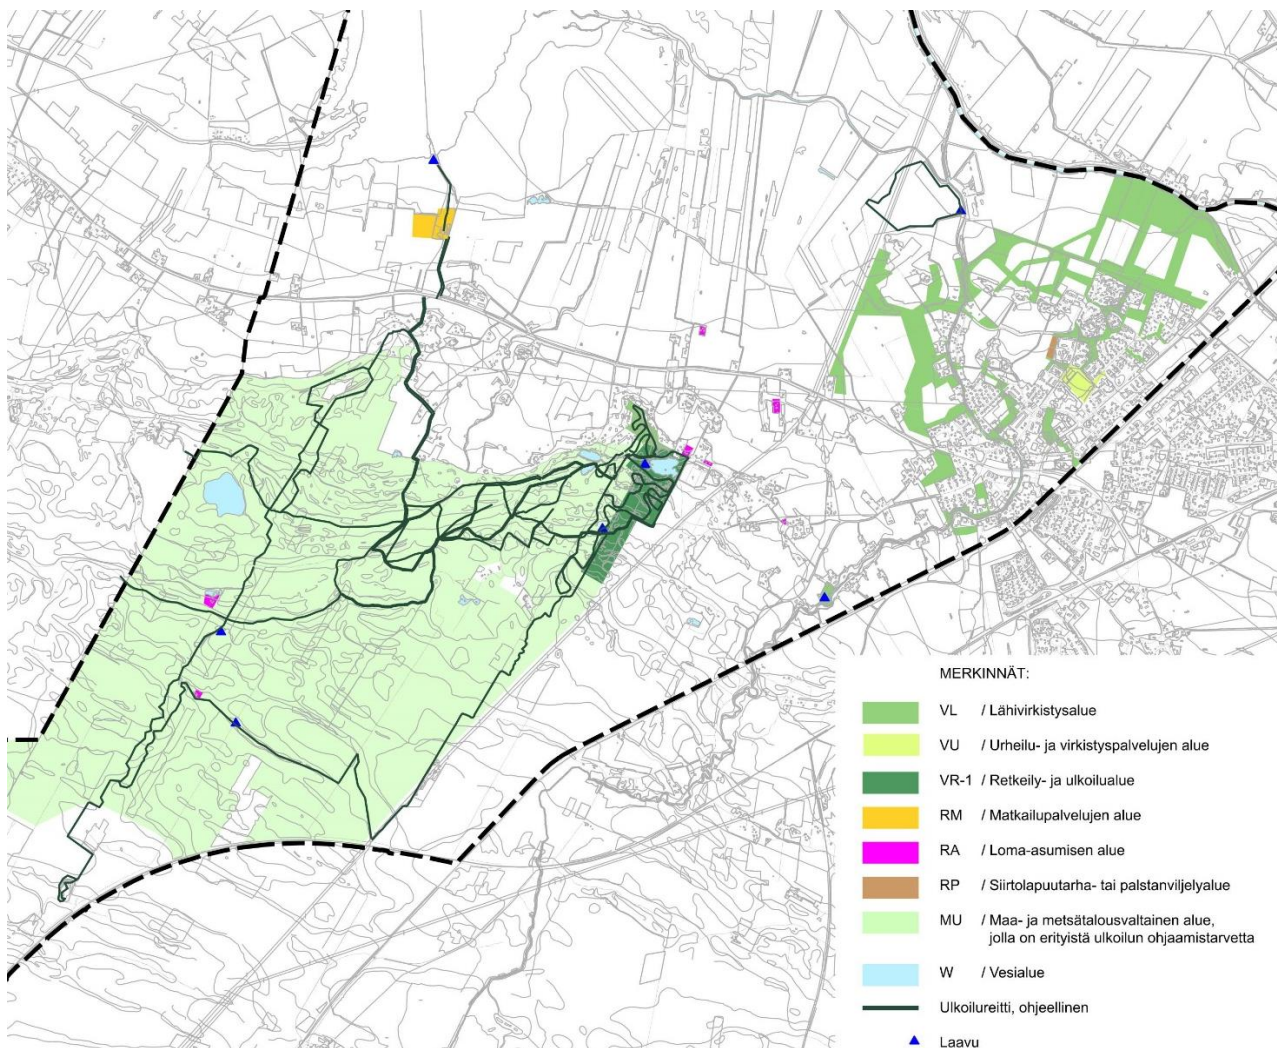 MERKINNÄT:
VL / Lähivirkistysalue
VU / Urheilu- ja virkistyspalvelujen alue
VR-1 / Retkeily- ja ulkoilualue
RM / Matkailupalvelujen alue
RA / Loma-asumisen alue
RP / Siirtolapuutarha- tai palstanviljelyalue
MU / Maa- ja metsätalousvaltainen alue,
jolla on erityistä ulkoilun ohjaamistarvetta
W / Vesialue
Ulkoilureitti, ohjeellinen
Laavu